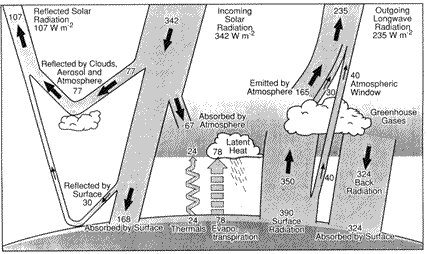 107
Reflected Solar
Radiation
107 W m-2
342
Incoming
Solar
Radiation
342 W m-2
235
Outgoing
Longwave
Radiation
235 W m-2
Reflected by Clouds,
Aerosol and
Atmosphere
77
77
67
Absorbed by
Atmosphere
Emitted by
Atmosphere
165
30
40
Atmospheric
Window
Greenhouse
Gases
24
78
Latent
Heat
Reflected by
Surface
30
350
40
324
Back
Radiation
168
Absorbed by Surface
24
Thermals
78
Evapo-
transpiration
390
Surface
Radiation
324
Absorbed by Surface